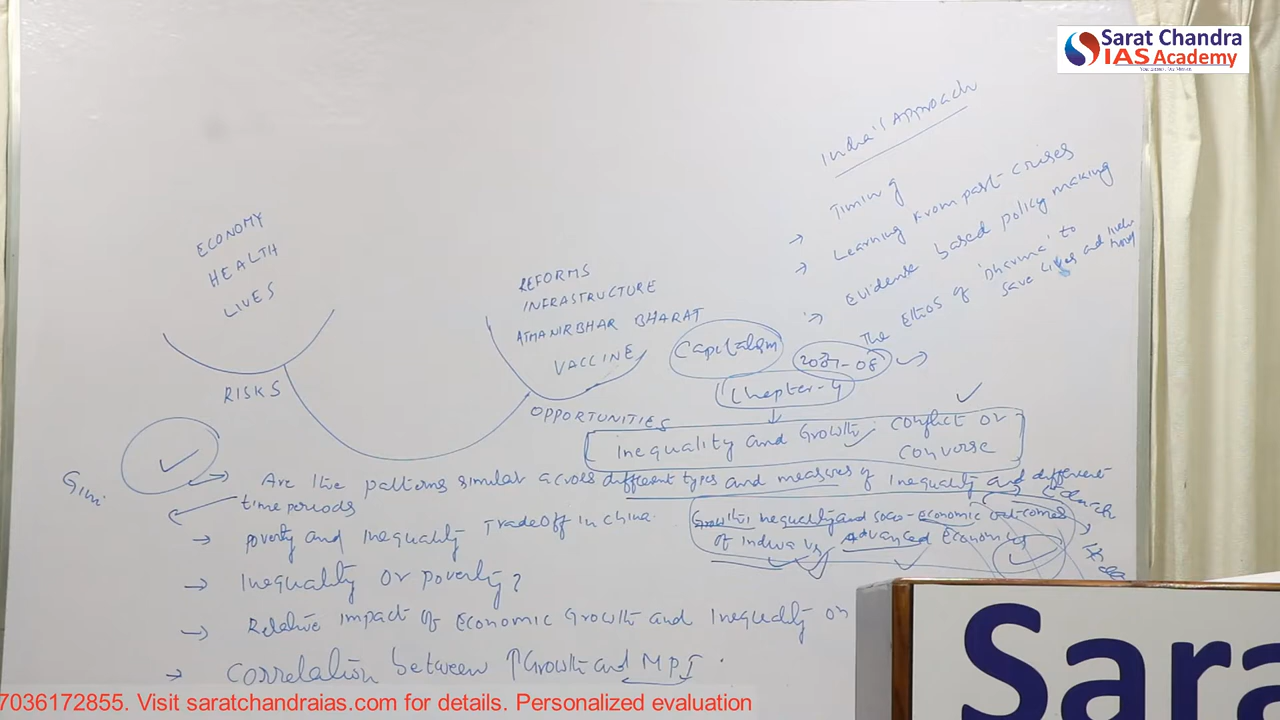 Sarat Chandra
IAS Academy
India's Approach
→ Timing
→ Learning from past crises
→ Evidence based policy making
The Ethos of 'Dharma' to
save lives and
ECONOMY
HEALTH
LIVES
RISKS
REFORMS
INFRASTRUCTURE
ATMANIRBHAR BHARAT
VACCINE
OPPORTUNITIES
Capitalism
2007-08
Chapter-4
Inequality and Growth, Conflict or
Converse
Gini
→ Are the patterns similar across different types and measures of Inequality and different
time periods
→ poverty and Inequality TradeOff in China.
Growth, Inequality and socio-Economic outcomes
of India vs Advanced Economies
→ Inequality or poverty?
→ Relative impact of Economic Growth and Inequality on
→ Correlation between ↑Growth and MPI.
Sara
7036172855. Visit saratchandraias.com for details. Personalized evaluation